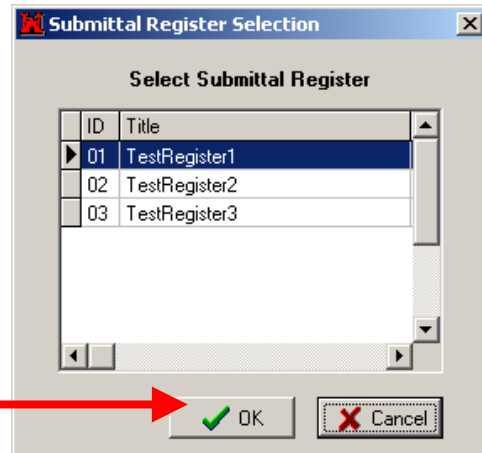 Submittal Register Selection
Select Submittal Register
ID Title
01 TestRegister1
02 TestRegister2
03 TestRegister3
OK Cancel